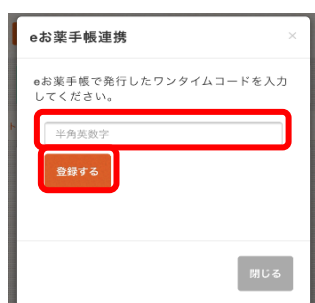 eお薬手帳連携
×
eお薬手帳で発行したワンタイムコードを入力
してください。
半角英数字
登録する
閉じる